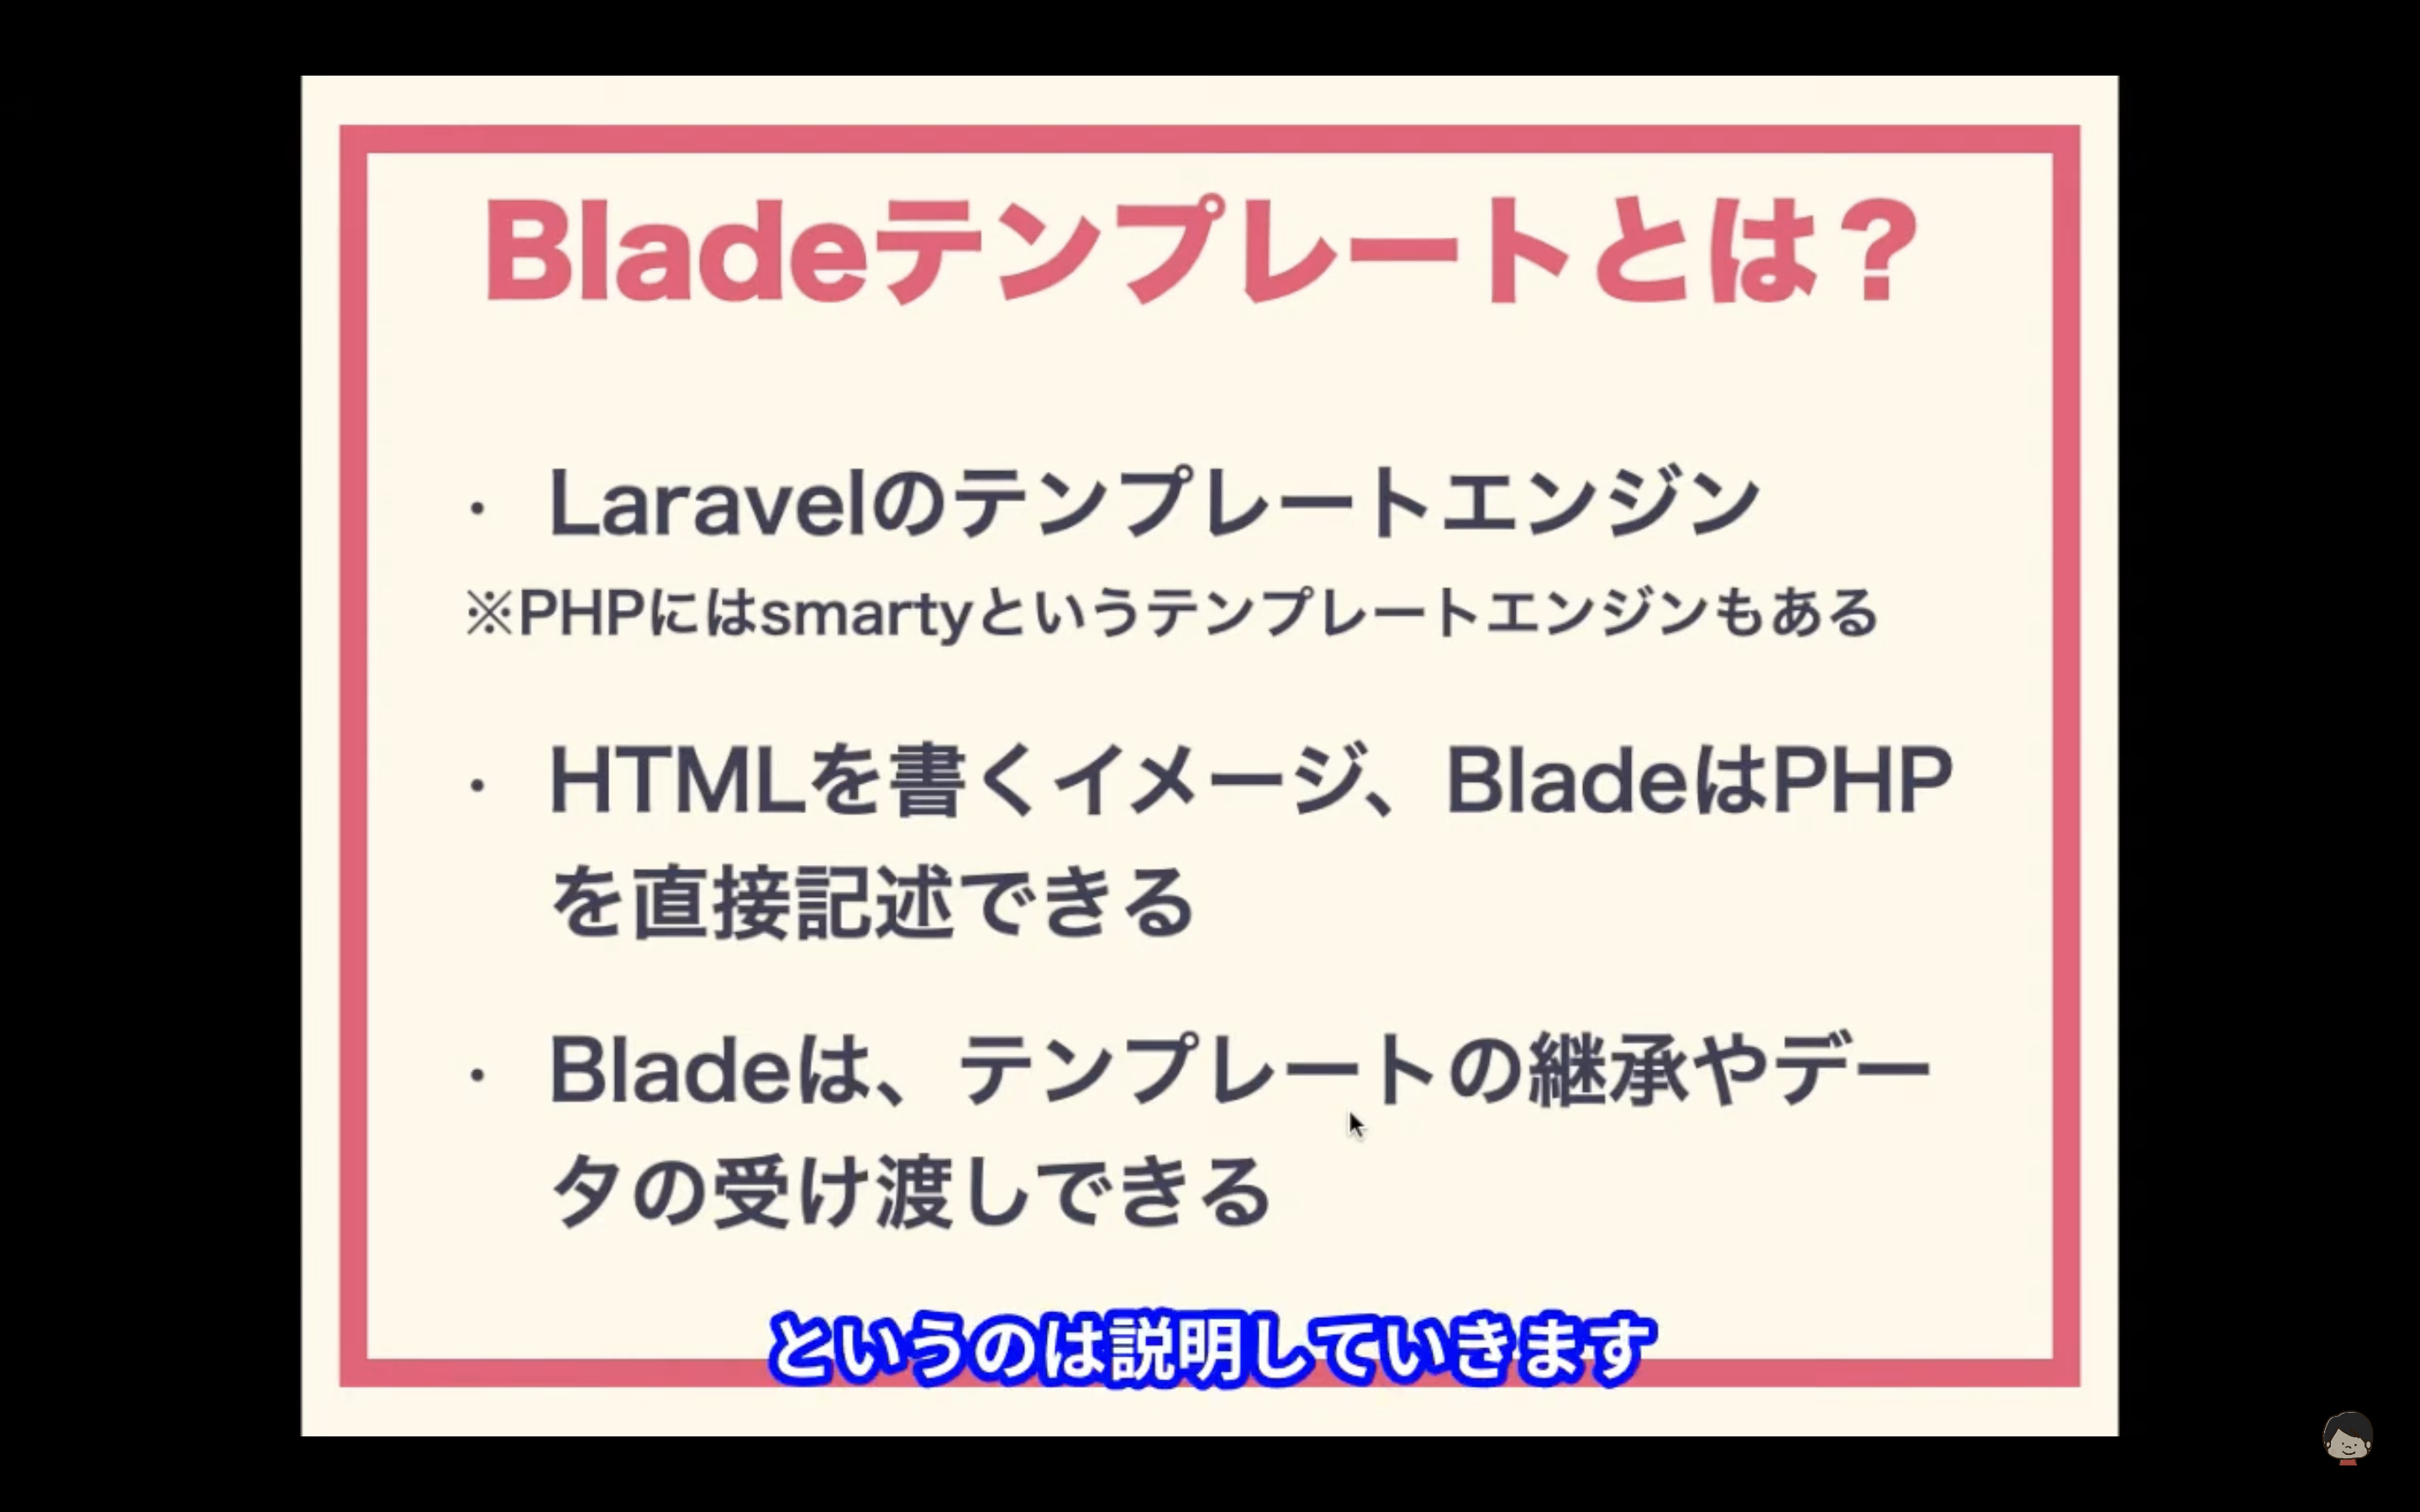 Bladeテンプレートとは？
・ Laravelのテンプレートエンジン
※PHPにはsmartyというテンプレートエンジンもある
・ HTMLを書くイメージ、BladeはPHP
を直接記述できる
・ Bladeは、テンプレートの継承やデー
タの受け渡しできる
というのは説明していきます